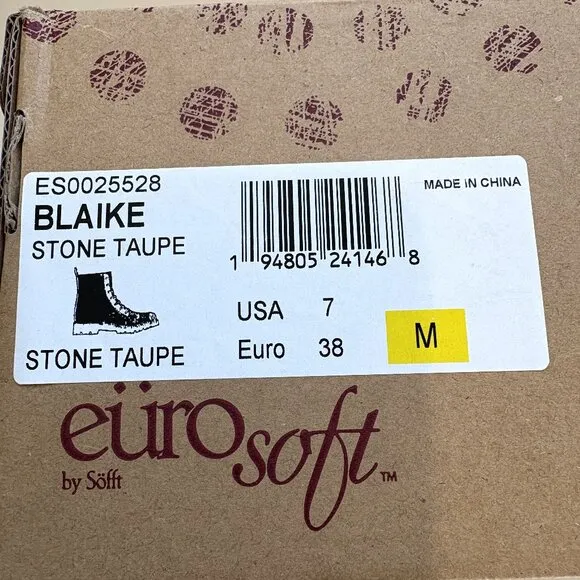 ES0025528
BLAIKE
STONE TAUPE
STONE TAUPE
1 94805 24146 8
MADE IN CHINA
USA 7
Euro 38
M
eürosoft™
by Söfft